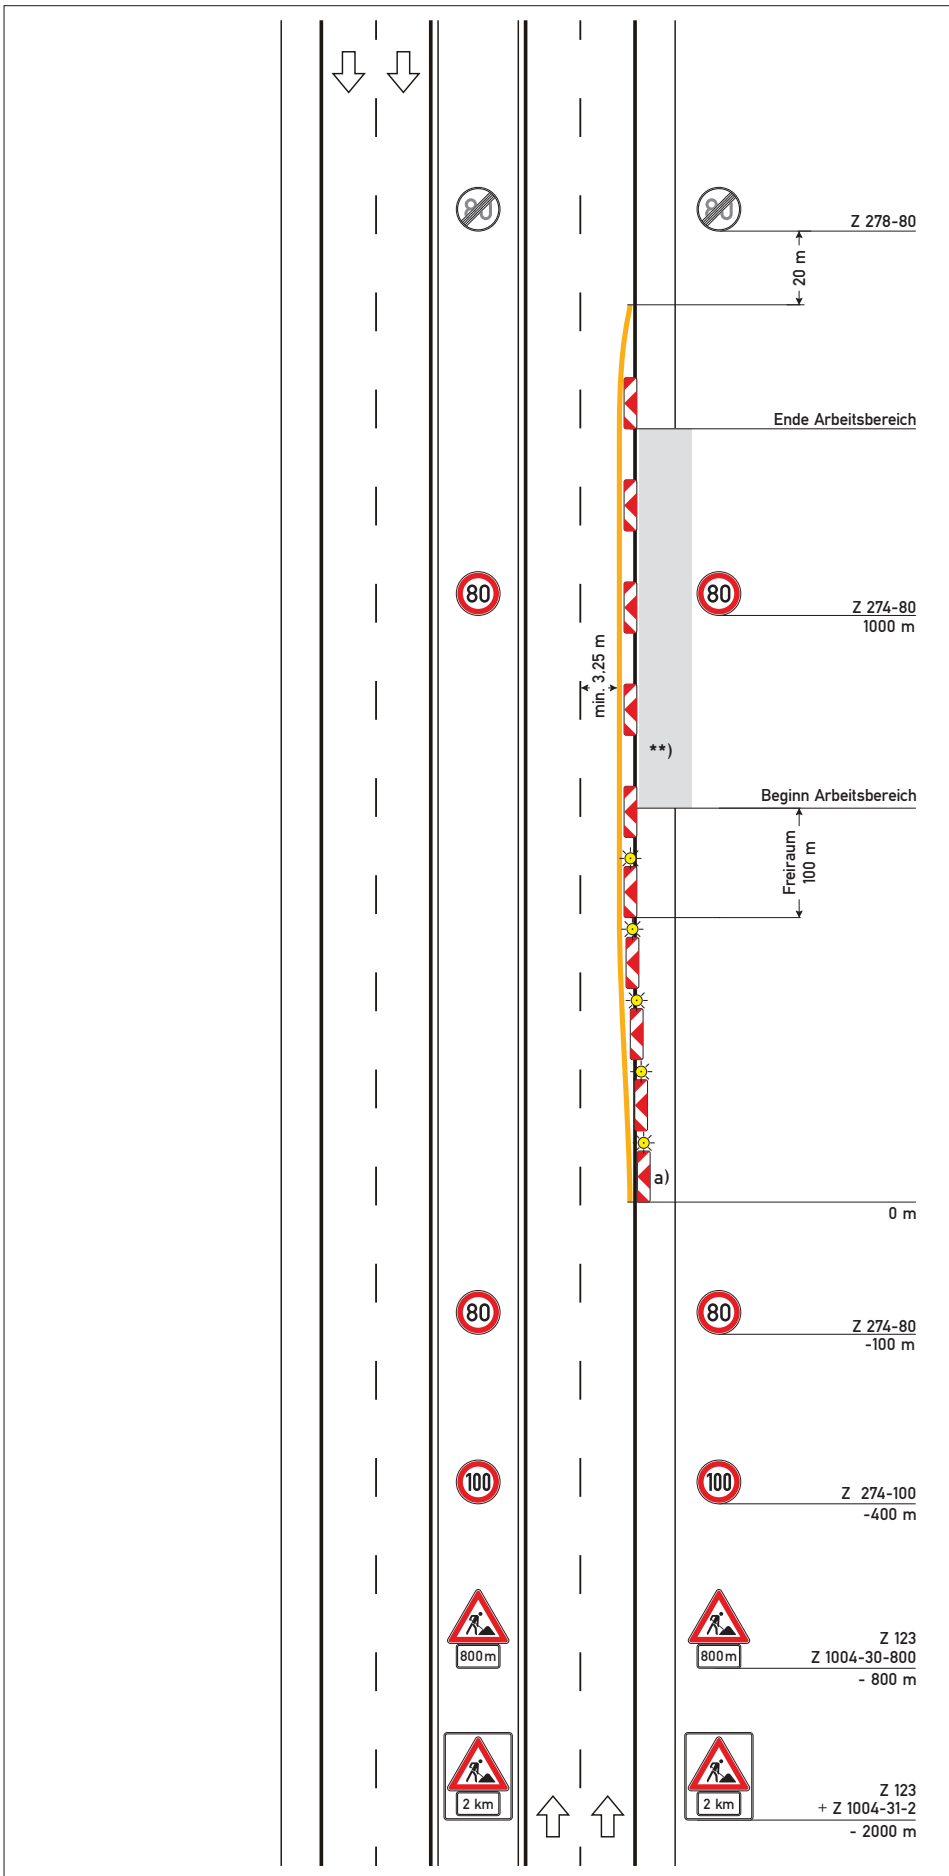 80 80
Z 278-80
20 m
Ende Arbeitsbereich
80 80
Z 274-80
1000 m
min. 3,25 m
**)
Beginn Arbeitsbereich
Freiraum
100 m
a)
0 m
80 80
Z 274-80
-100 m
100 100
Z 274-100
-400 m
800 m 800 m
Z 123
Z 1004-30-800
- 800 m
2 km 2 km
Z 123
+ Z 1004-31-2
- 2000 m